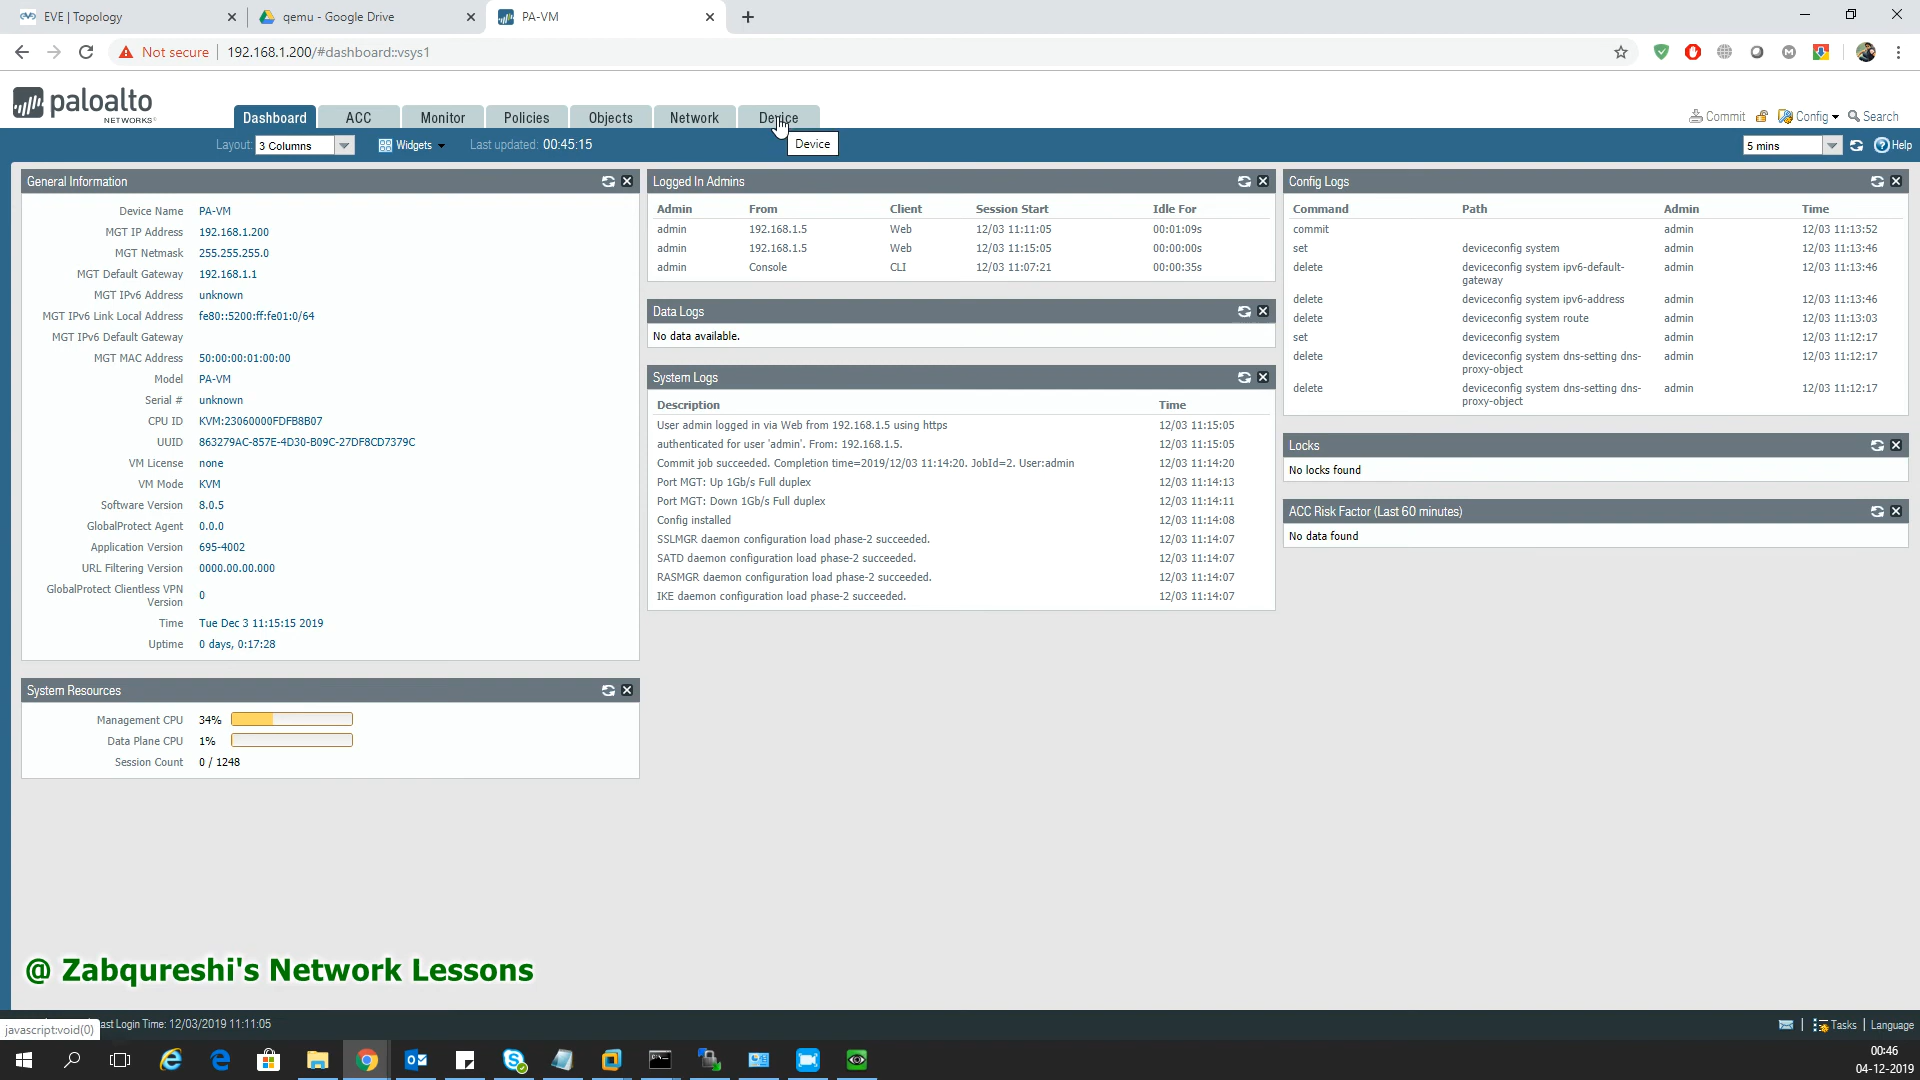 EVE | Topology
qemu - Google Drive
PA-VM
Not secure
192.168.1.200/#dashboard::vsys1
paloalto
NETWORKS
Dashboard
ACC
Monitor
Policies
Objects
Network
Device
Commit
Config
Search
Layout: 3 Columns
Widgets
Last updated: 00:45:15
Device
5 mins
Help
General Information
Device Name PA-VM
MGT IP Address 192.168.1.200
MGT Netmask 255.255.255.0
MGT Default Gateway 192.168.1.1
MGT IPv6 Address unknown
MGT IPv6 Link Local Address fe80::5200:ff:fe01:0/64
MGT IPv6 Default Gateway
MGT MAC Address 50:00:00:01:00:00
Model PA-VM
Serial # unknown
CPU ID KVM:23060000FDFB8B07
UUID 863279AC-857E-4D30-B09C-27DF8CD7379C
VM License none
VM Mode KVM
Software Version 8.0.5
GlobalProtect Agent 0.0.0
Application Version 695-4002
URL Filtering Version 0000.00.00.000
GlobalProtect Clientless VPN
Version 0
Time Tue Dec 3 11:15:15 2019
Uptime 0 days, 0:17:28
System Resources
Management CPU 34%
Data Plane CPU 1%
Session Count 0 / 1248
Logged In Admins
Admin From Client Session Start Idle For
admin 192.168.1.5 Web 12/03 11:11:05 00:01:09s
admin 192.168.1.5 Web 12/03 11:15:05 00:00:00s
admin Console CLI 12/03 11:07:21 00:00:35s
Data Logs
No data available.
System Logs
Description Time
User admin logged in via Web from 192.168.1.5 using https 12/03 11:15:05
authenticated for user 'admin'. From: 192.168.1.5. 12/03 11:15:05
Commit job succeeded. Completion time=2019/12/03 11:14:20. JobId=2. User:admin 12/03 11:14:20
Port MGT: Up 1Gb/s Full duplex 12/03 11:14:13
Port MGT: Down 1Gb/s Full duplex 12/03 11:14:11
Config installed 12/03 11:14:08
SSLMGR daemon configuration load phase-2 succeeded. 12/03 11:14:07
SATD daemon configuration load phase-2 succeeded. 12/03 11:14:07
RASMGR daemon configuration load phase-2 succeeded. 12/03 11:14:07
IKE daemon configuration load phase-2 succeeded. 12/03 11:14:07
Config Logs
Command Path Admin Time
commit admin 12/03 11:13:52
set deviceconfig system admin 12/03 11:13:46
delete deviceconfig system ipv6-default- admin 12/03 11:13:46
gateway
delete deviceconfig system ipv6-address admin 12/03 11:13:46
delete deviceconfig system route admin 12/03 11:13:03
set deviceconfig system admin 12/03 11:12:17
delete deviceconfig system dns-setting dns- admin 12/03 11:12:17
proxy-object
delete deviceconfig system dns-setting dns- admin 12/03 11:12:17
proxy-object
Locks
No locks found
ACC Risk Factor (Last 60 minutes)
No data found
@ Zabqureshi's Network Lessons
javascript:void(0)
ast Login Time: 12/03/2019 11:11:05
Tasks | Language
00:46
04-12-2019